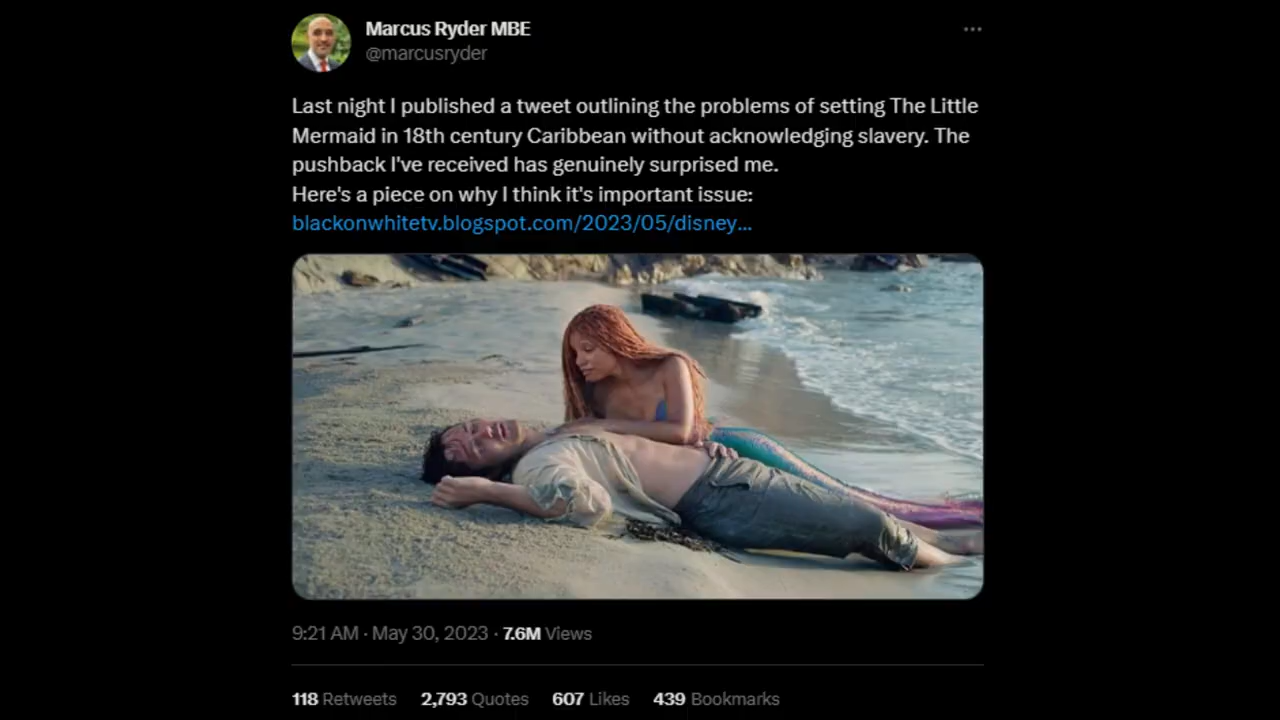 Marcus Ryder MBE
@marcusryder
Last night I published a tweet outlining the problems of setting The Little
Mermaid in 18th century Caribbean without acknowledging slavery. The
pushback I've received has genuinely surprised me.
Here's a piece on why I think it's important issue:
blackonwhitetv.blogspot.com/2023/05/disney...
9:21 AM · May 30, 2023 · 7.6M Views
118 Retweets 2,793 Quotes 607 Likes 439 Bookmarks